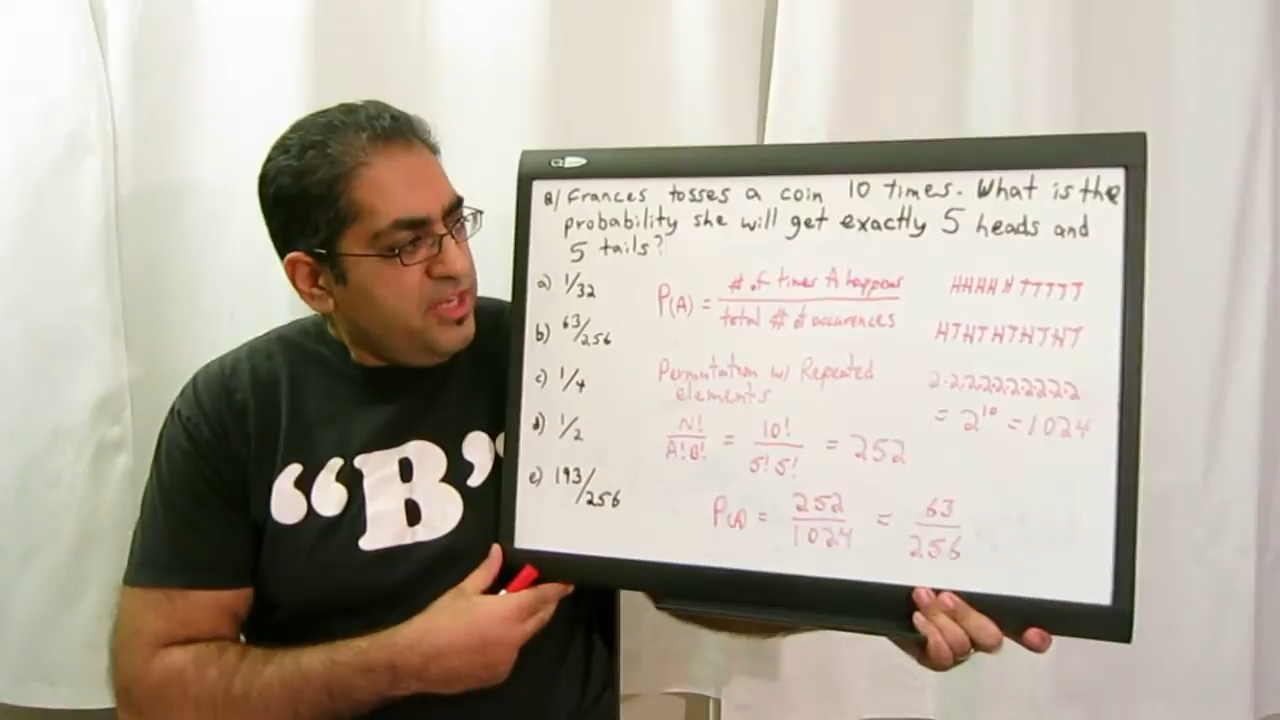 Q/ Frances tosses a coin 10 times. What is the
probability she will get exactly 5 heads and
5 tails?
a) 1/32
b) 63/256
c) 1/4
d) 1/2
e) 193/256
P(A) = # of times A happens / total # of occurences
Permutation w/ Repeated
elements
N!/A!B! = 10!/5!5! = 252
P(A) = 252/1024 = 63/256
HHHHHTTTTT
HTHTHTHTHT
2·2·2·2·2·2·2·2·2·2
= 2^10 = 1024
“B”